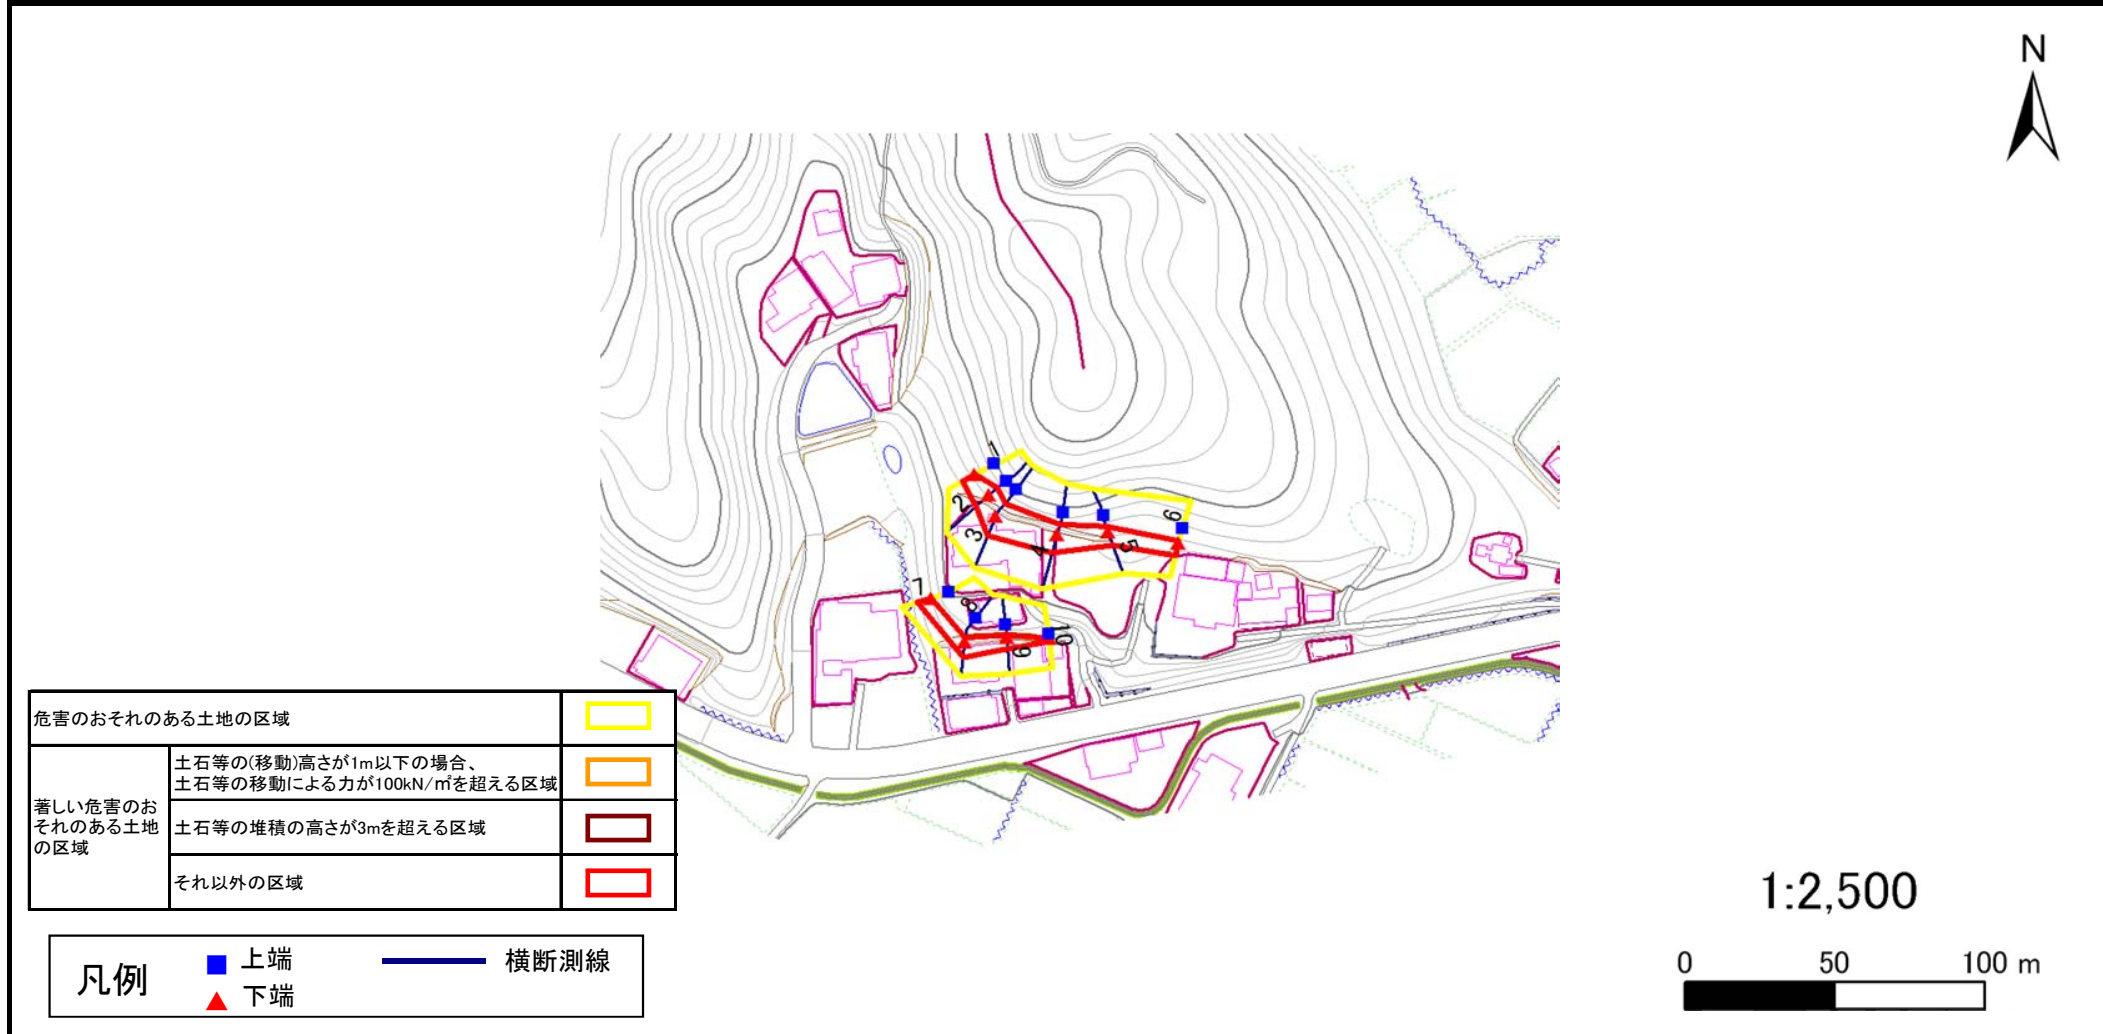 N
1
2
3
4
5
6
7
8
9
10
危害のおそれのある土地の区域
著しい危害のお
それのある土地
の区域
土石等の(移動)高さが1m以下の場合、
土石等の移動による力が100kN/㎡を超える区域
土石等の堆積の高さが3mを超える区域
それ以外の区域
凡例
上端
横断測線
下端
1:2,500
0 50 100 m